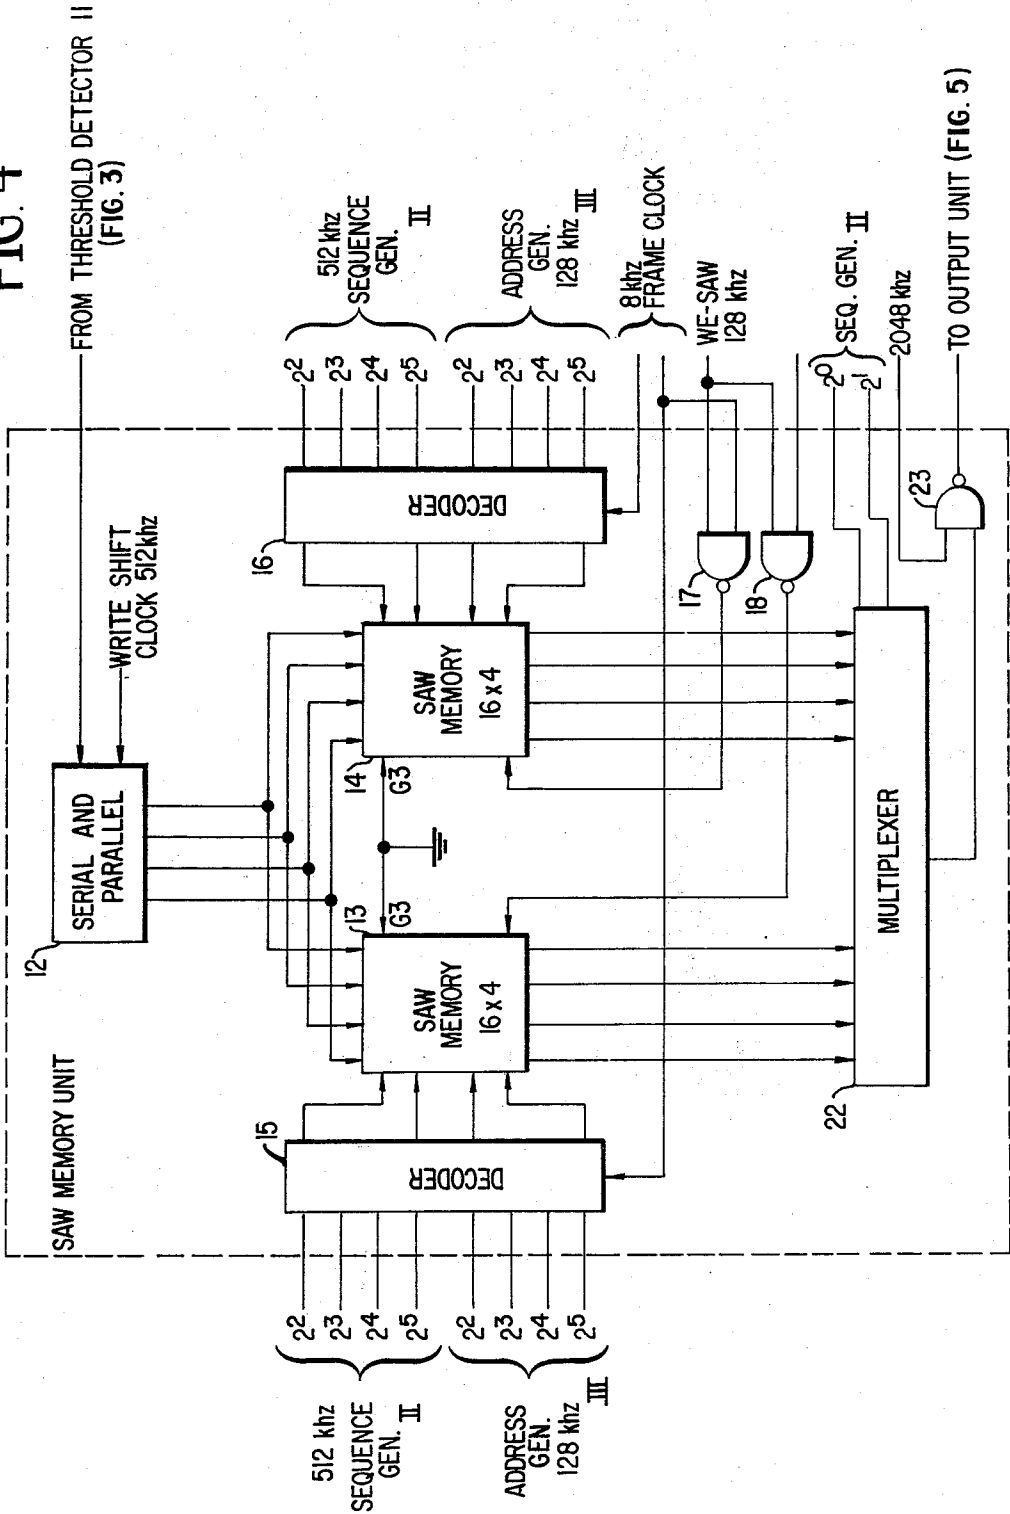 FIG. 4
FROM THRESHOLD DETECTOR 11
(FIG. 3)
WRITE SHIFT
CLOCK 512khz
SAW MEMORY UNIT
12
SERIAL AND
PARALLEL
512 khz
SEQUENCE
GEN. II
2²
2³
2⁴
2⁵
ADDRESS
GEN.
128 khz III
2²
2³
2⁴
2⁵
15
DECODER
13
G3
SAW
MEMORY
16 x 4
14
G3
SAW
MEMORY
16 x 4
16
DECODER
2²
2³
2⁴
2⁵
512 khz
SEQUENCE
GEN. II
2²
2³
2⁴
2⁵
ADDRESS
GEN.
128 khz III
8khz
FRAME CLOCK
WE-SAW
128 khz
17
18
2⁰
2¹
SEQ. GEN. II
2048 khz
22
MULTIPLEXER
23
TO OUTPUT UNIT (FIG. 5)